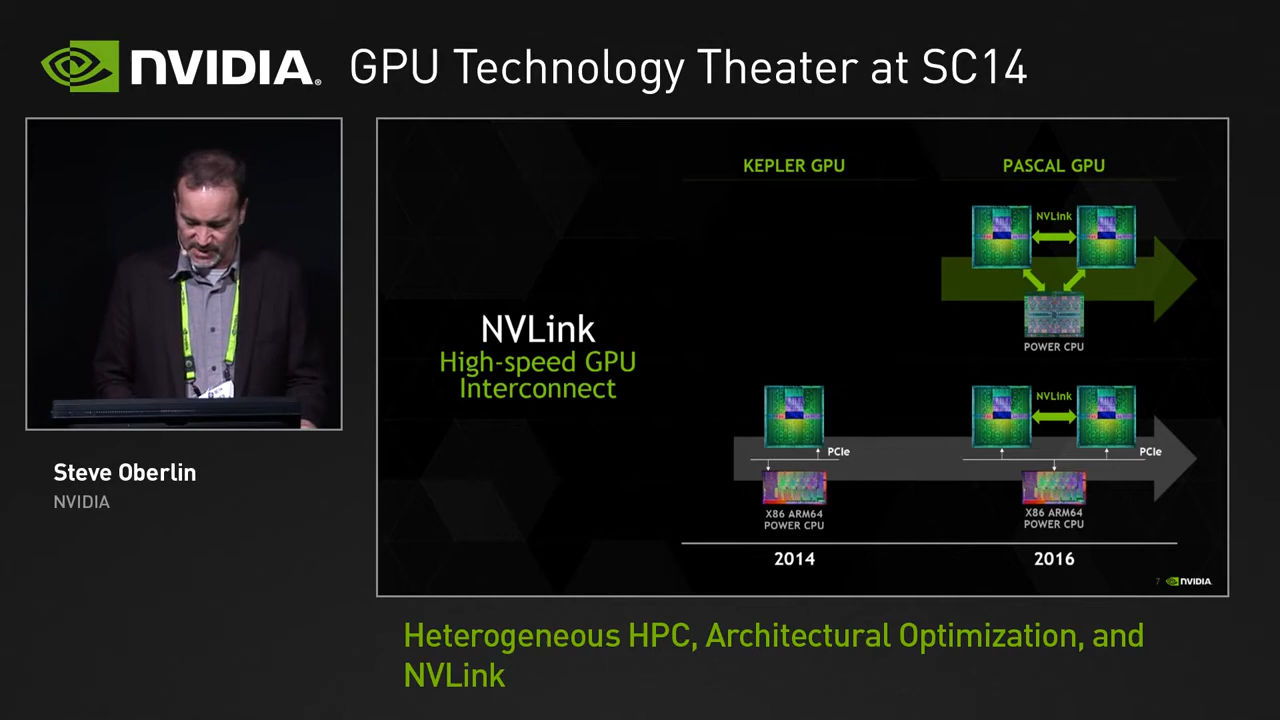 NVIDIA. GPU Technology Theater at SC14
KEPLER GPU
PASCAL GPU
NVLink
POWER CPU
NVLink
High-speed GPU
Interconnect
NVLink
PCIe
PCIe
X86 ARM64
POWER CPU
X86 ARM64
POWER CPU
2014
2016
7 NVIDIA.
Steve Oberlin
NVIDIA
Heterogeneous HPC, Architectural Optimization, and
NVLink